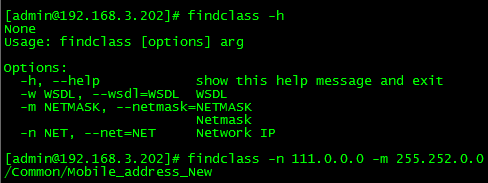 [admin@192.168.3.202]# findclass -h
None
Usage: findclass [options] arg

Options:
  -h, --help            show this help message and exit
  -w WSDL, --wsdl=WSDL  WSDL
  -m NETMASK, --netmask=NETMASK
                        Netmask
  -n NET, --net=NET     Network IP

[admin@192.168.3.202]# findclass -n 111.0.0.0 -m 255.252.0.0
/Common/Mobile_address_New